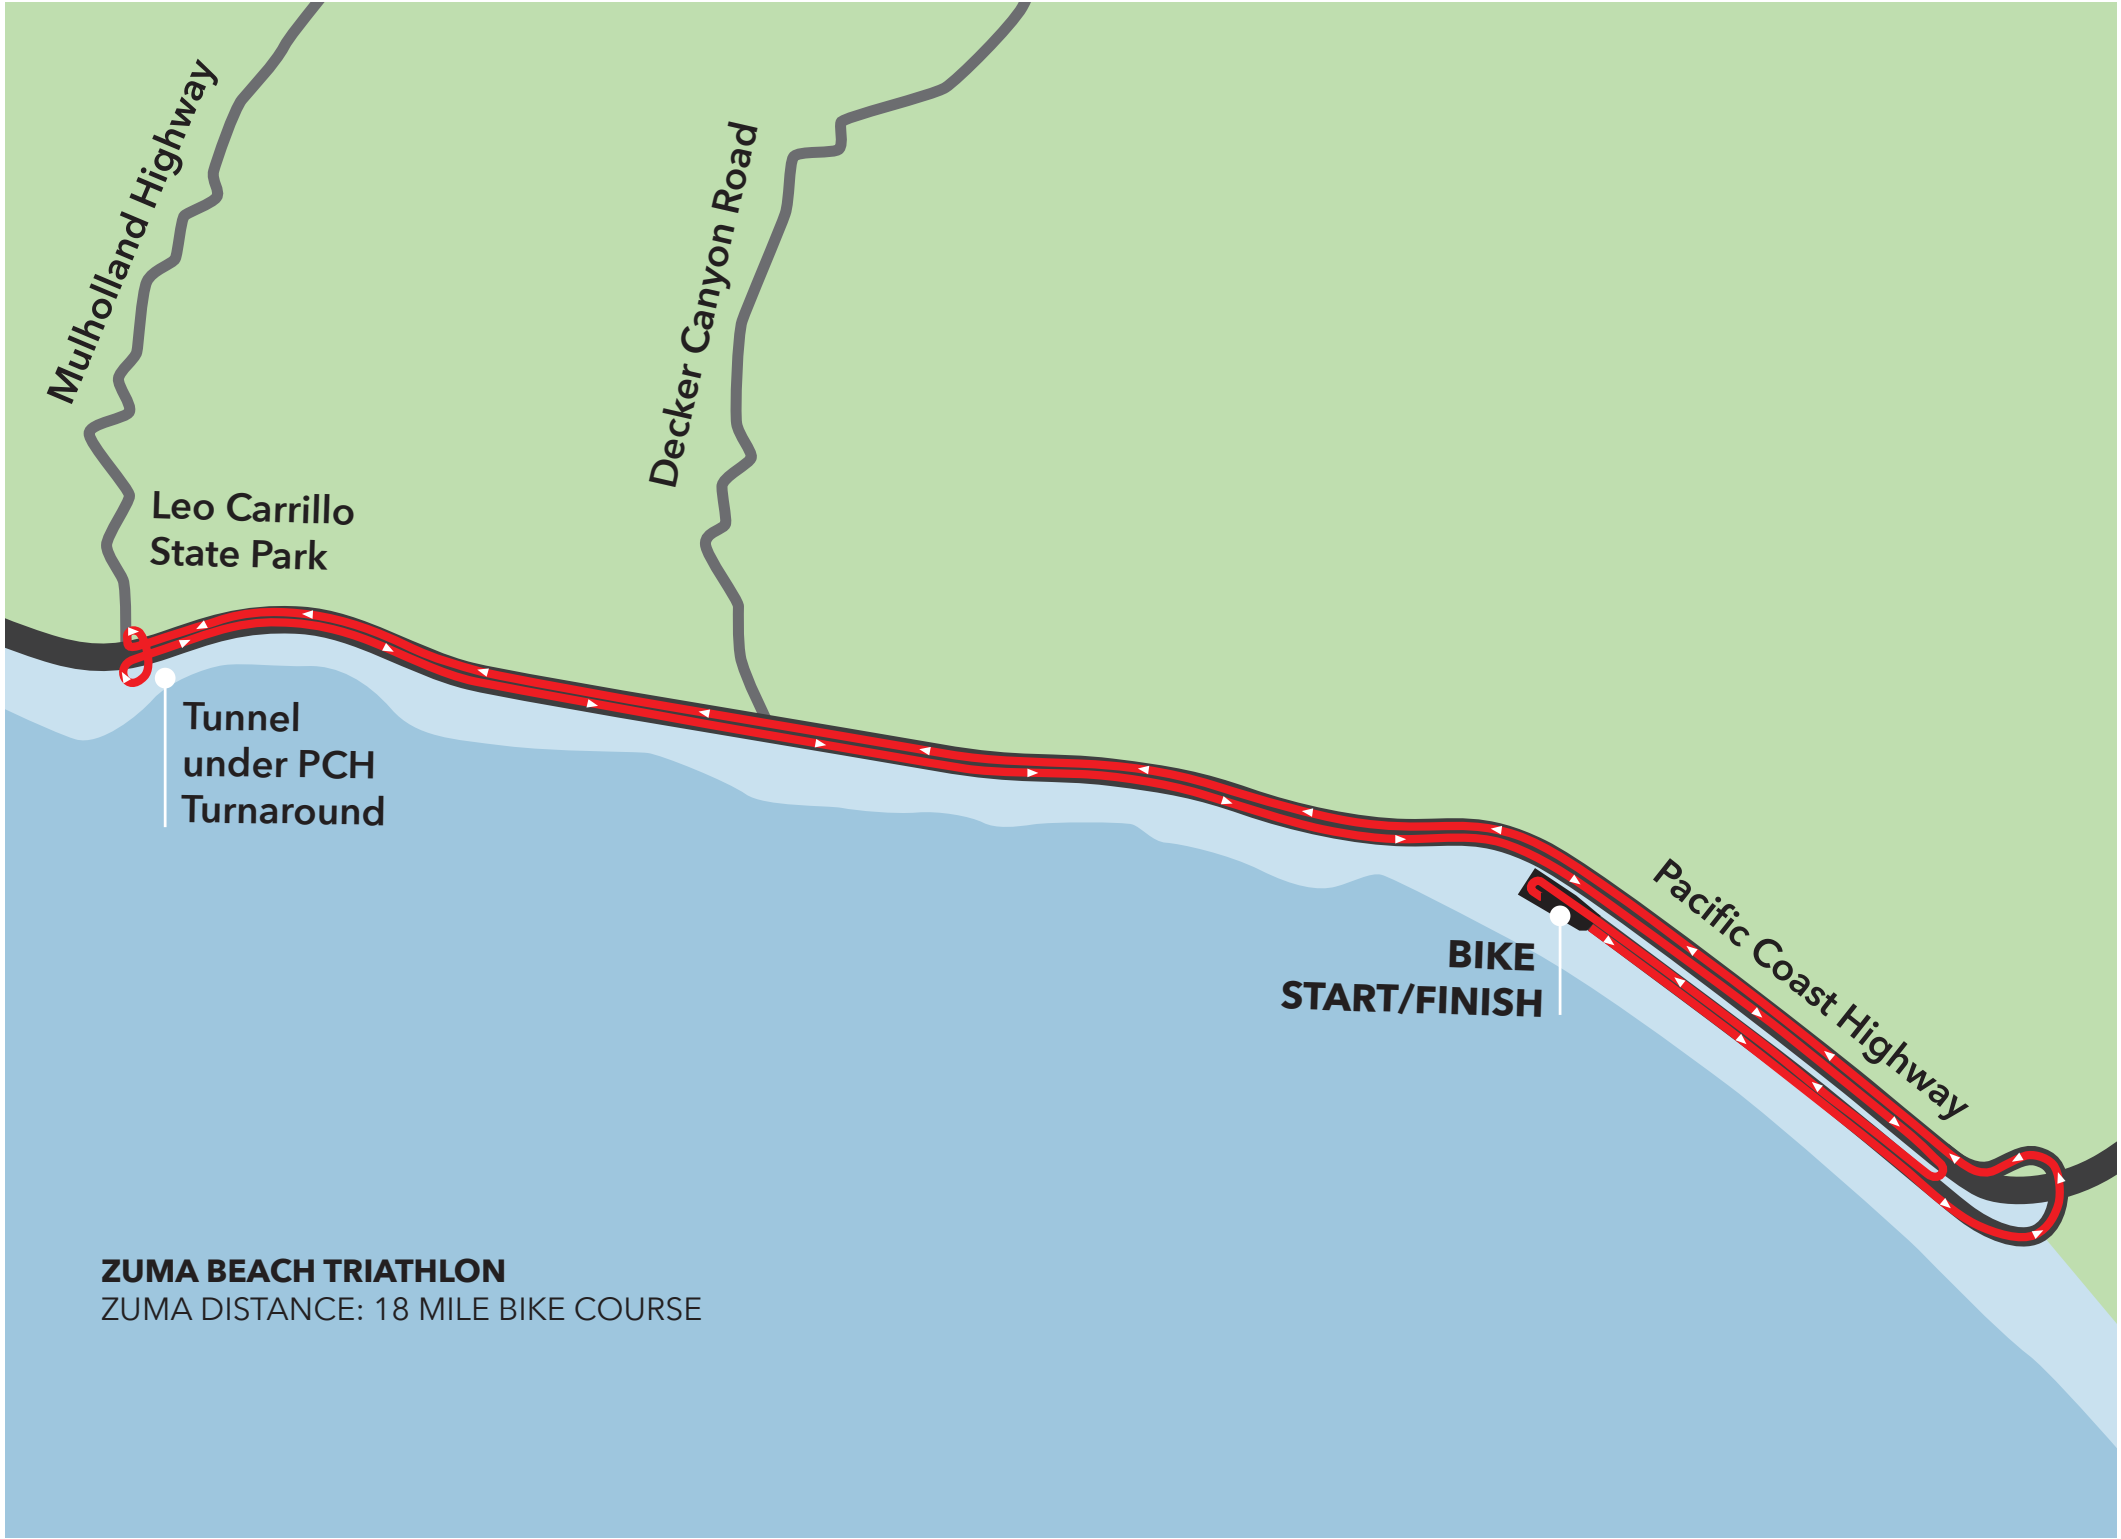 Mulholland Highway
Decker Canyon Road
Leo Carrillo
State Park
Tunnel
under PCH
Turnaround
Pacific Coast Highway
BIKE
START/FINISH
ZUMA BEACH TRIATHLON
ZUMA DISTANCE: 18 MILE BIKE COURSE